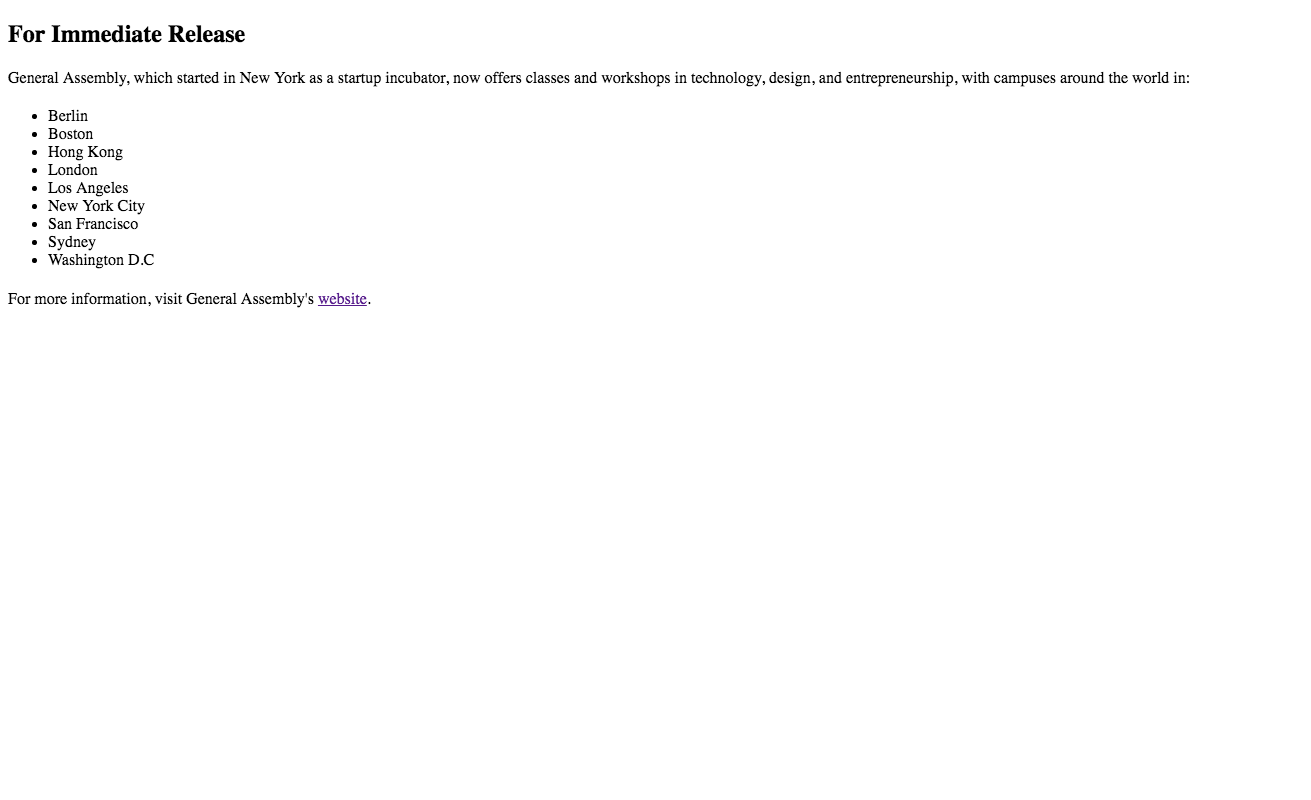 For Immediate Release
General Assembly, which started in New York as a startup incubator, now offers classes and workshops in technology, design, and entrepreneurship, with campuses around the world in:
• Berlin
• Boston
• Hong Kong
• London
• Los Angeles
• New York City
• San Francisco
• Sydney
• Washington D.C
For more information, visit General Assembly's website.